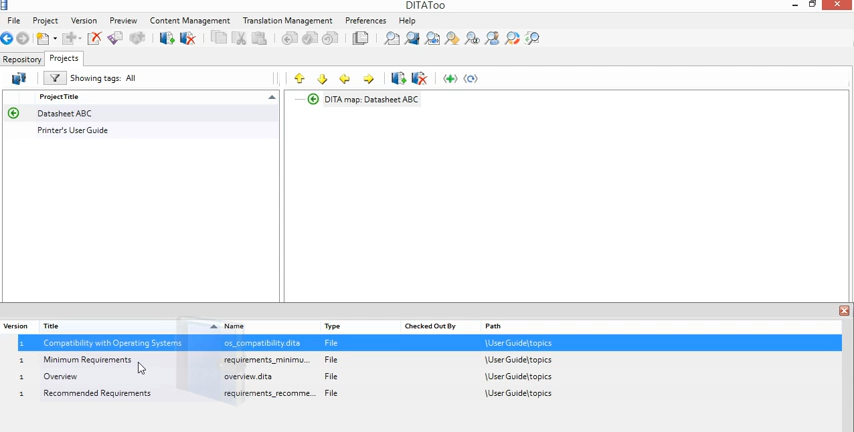 DITAToo
File Project Version Preview Content Management Translation Management Preferences Help
Repository Projects
Showing tags: All
Project Title
DITA map: Datasheet ABC
Datasheet ABC
Printer's User Guide
Version Title Name Type Checked Out By Path
1 Compatibility with Operating Systems os_compatibility.dita File \User Guide\topics
1 Minimum Requirements requirements_minimu... File \User Guide\topics
1 Overview overview.dita File \User Guide\topics
1 Recommended Requirements requirements_recomme... File \User Guide\topics